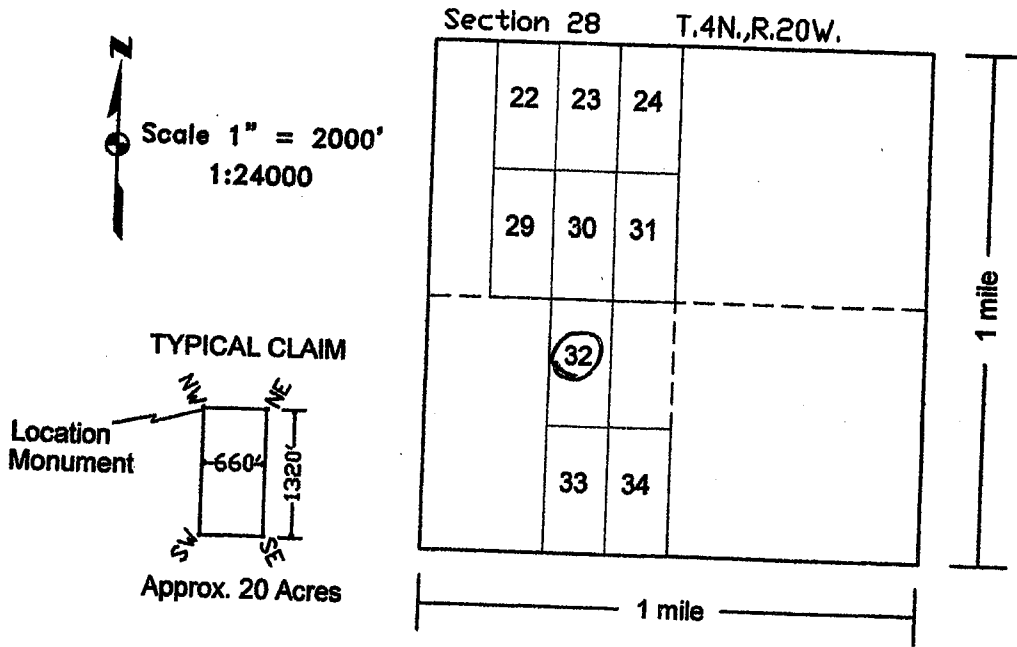 Section 28 T.4N.,R.20W.
N
Scale 1" = 2000'
1:24000
22 23 24
29 30 31
32
33 34
1 mile
1 mile
TYPICAL CLAIM
NW NE
Location
Monument
660'
1320'
SW SE
Approx. 20 Acres